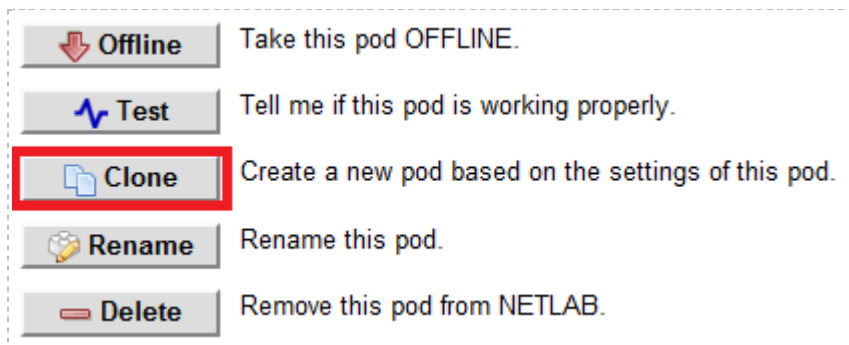 Offline Take this pod OFFLINE.
Test Tell me if this pod is working properly.
Clone Create a new pod based on the settings of this pod.
Rename Rename this pod.
Delete Remove this pod from NETLAB.